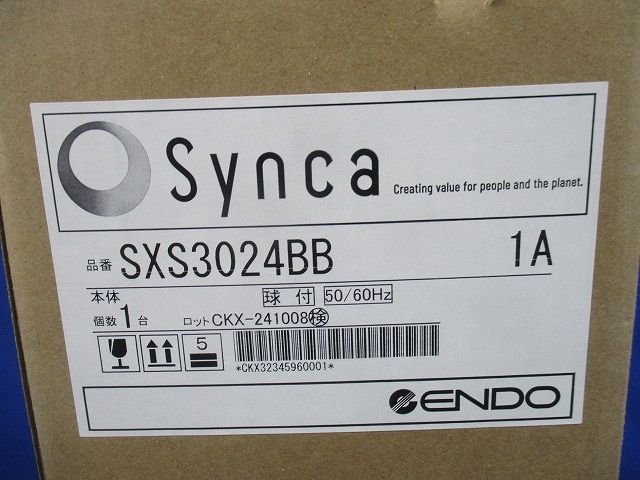 Synca
Creating value for people and the planet.
品番 SXS3024BB 1A
本体 球付 50/60Hz
個数 1台 ロット CKX-241008 検
5
*CKX32345960001*
ENDO